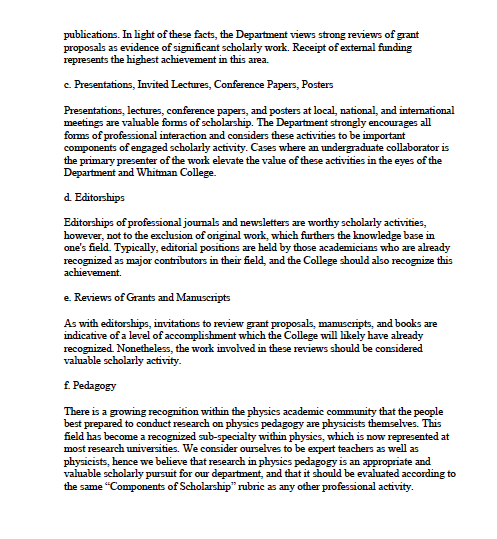 publications. In light of these facts, the Department views strong reviews of grant
proposals as evidence of significant scholarly work. Receipt of external funding
represents the highest achievement in this area.
c. Presentations, Invited Lectures, Conference Papers, Posters
Presentations, lectures, conference papers, and posters at local, national, and international
meetings are valuable forms of scholarship. The Department strongly encourages all
forms of professional interaction and considers these activities to be important
components of engaged scholarly activity. Cases where an undergraduate collaborator is
the primary presenter of the work elevate the value of these activities in the eyes of the
Department and Whitman College.
d. Editorships
Editorships of professional journals and newsletters are worthy scholarly activities,
however, not to the exclusion of original work, which furthers the knowledge base in
one's field. Typically, editorial positions are held by those academicians who are already
recognized as major contributors in their field, and the College should also recognize this
achievement.
e. Reviews of Grants and Manuscripts
As with editorships, invitations to review grant proposals, manuscripts, and books are
indicative of a level of accomplishment which the College will likely have already
recognized. Nonetheless, the work involved in these reviews should be considered
valuable scholarly activity.
f. Pedagogy
There is a growing recognition within the physics academic community that the people
best prepared to conduct research on physics pedagogy are physicists themselves. This
field has become a recognized sub-specialty within physics, which is now represented at
most research universities. We consider ourselves to be expert teachers as well as
physicists, hence we believe that research in physics pedagogy is an appropriate and
valuable scholarly pursuit for our department, and that it should be evaluated according to
the same “Components of Scholarship” rubric as any other professional activity.